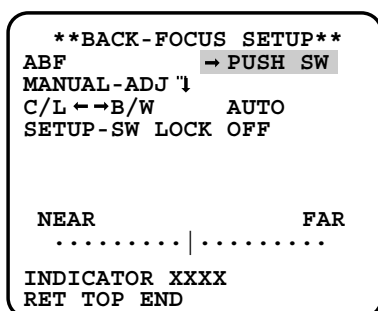 **BACK-FOCUS SETUP**
ABF → PUSH SW
MANUAL-ADJ ↴
C/L ←→B/W AUTO
SETUP-SW LOCK OFF
NEAR FAR
·········|·········
INDICATOR XXXX
RET TOP END